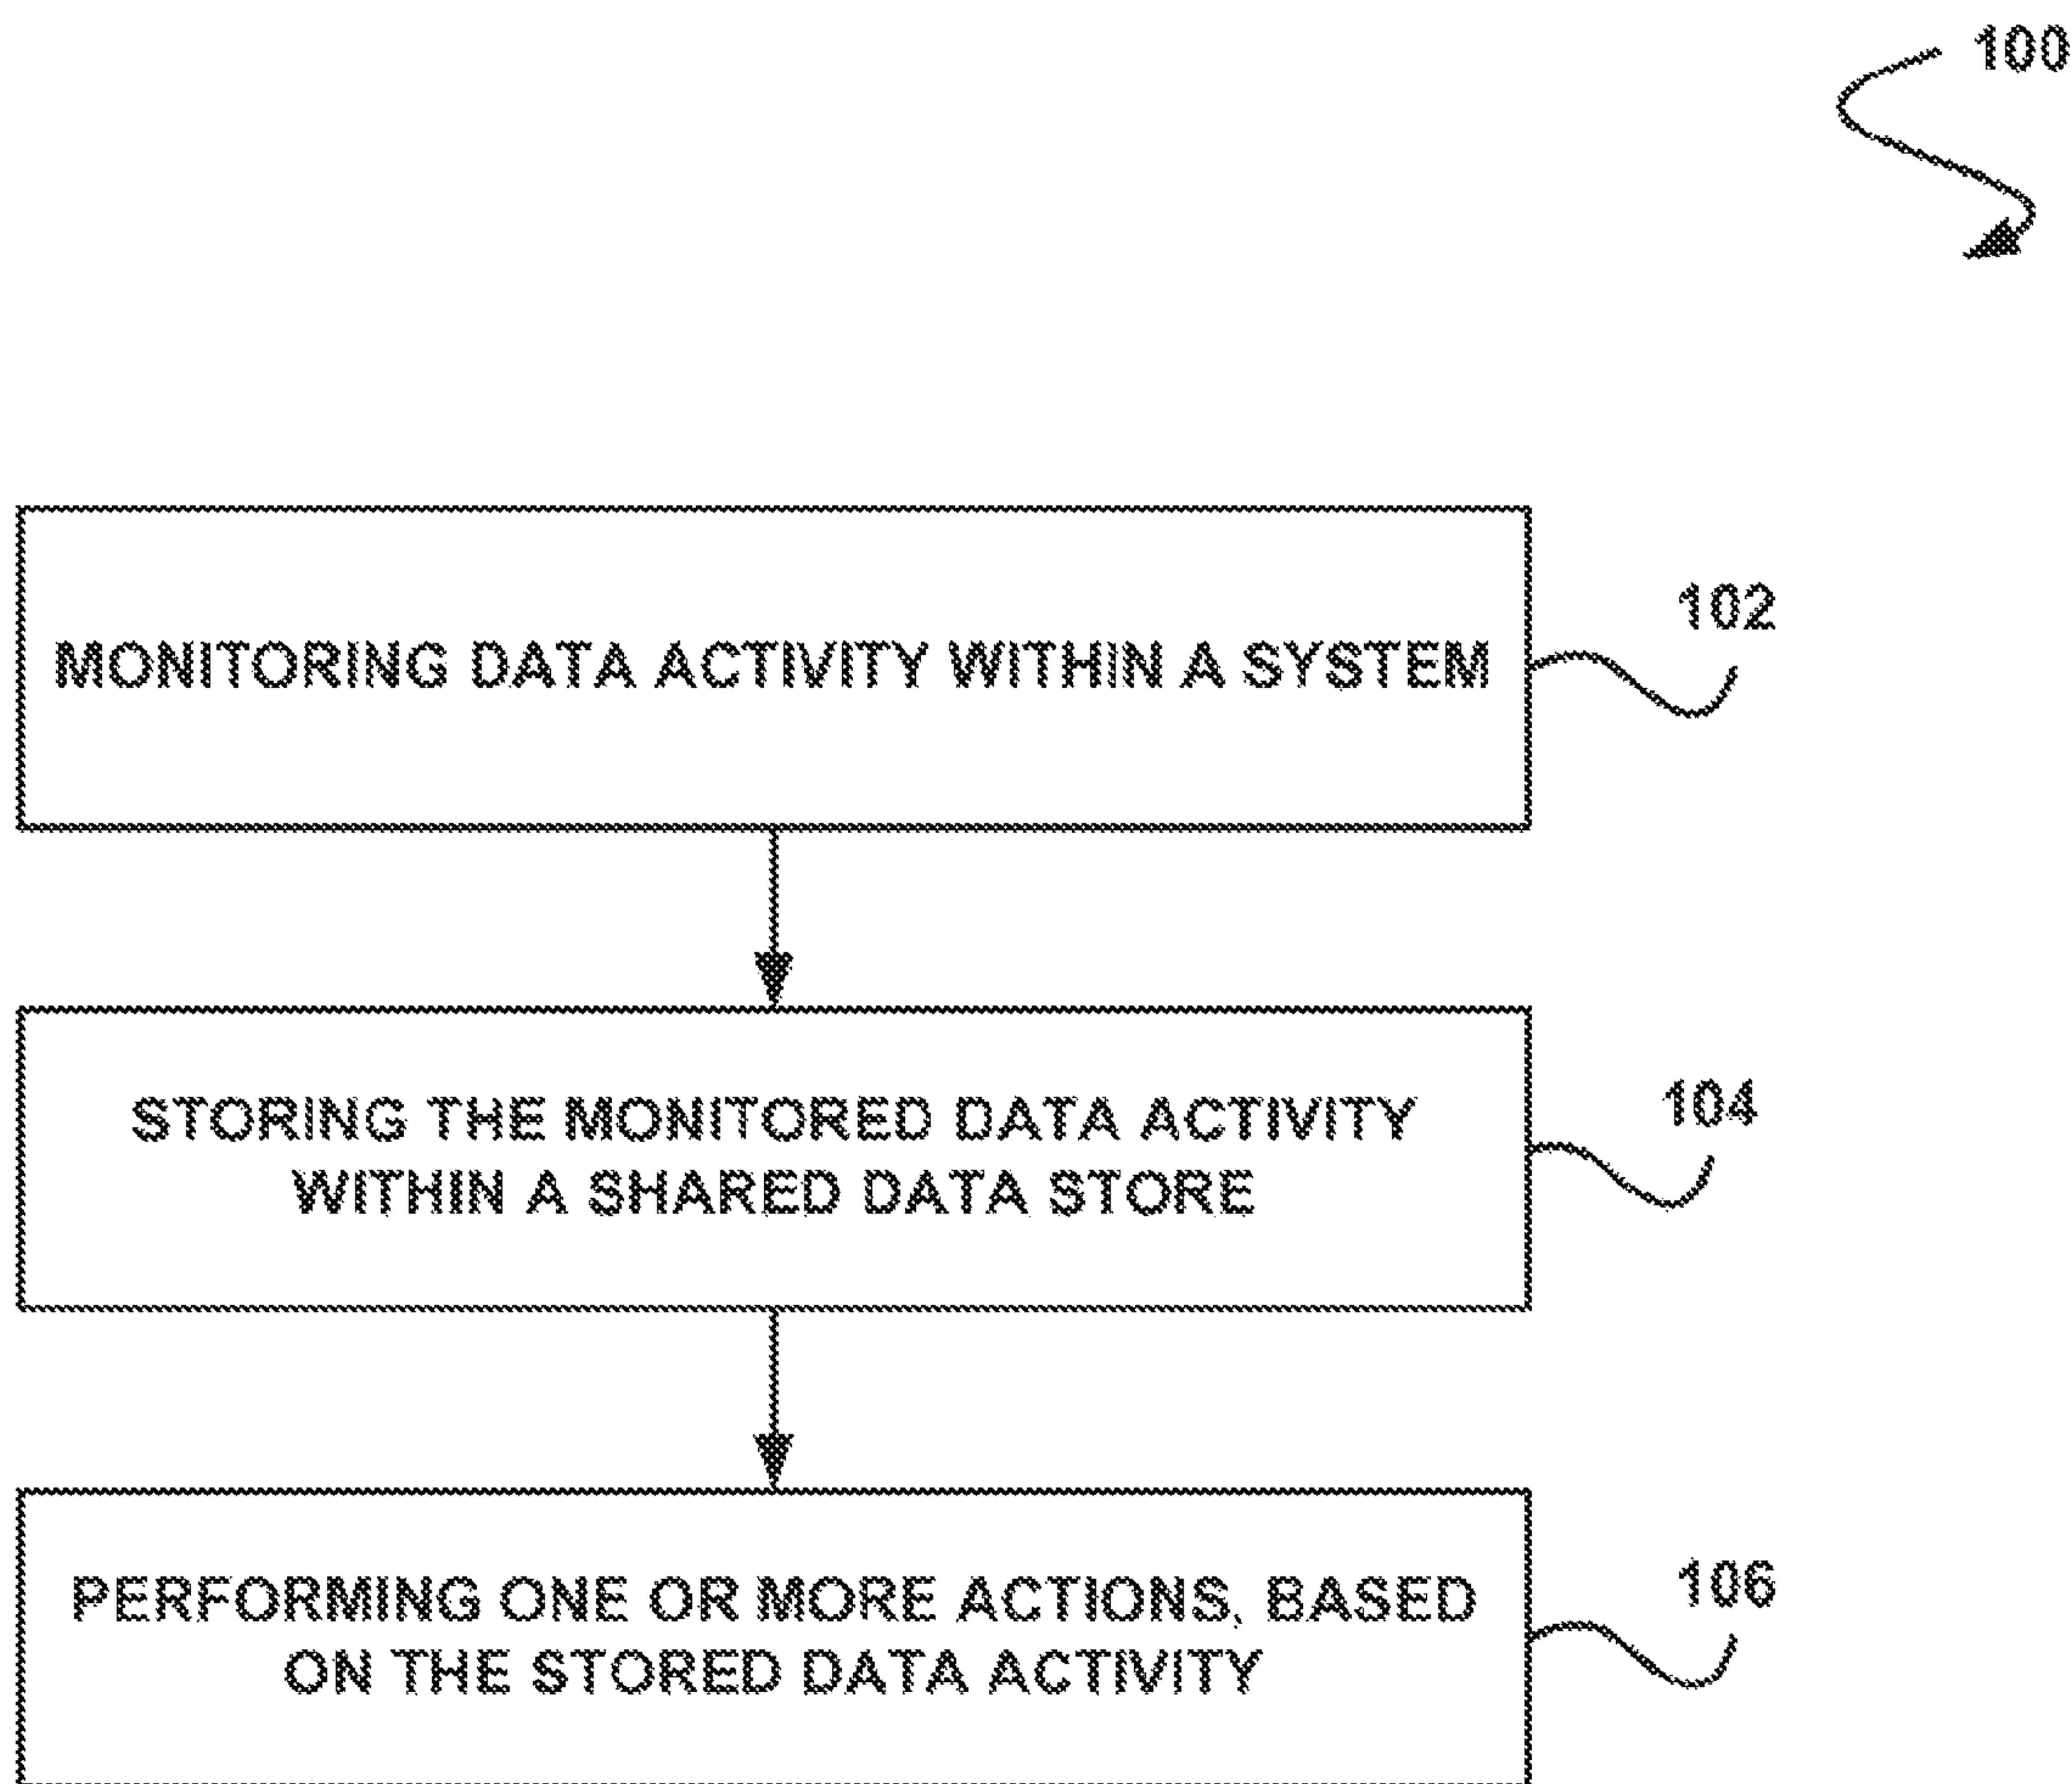 100
MONITORING DATA ACTIVITY WITHIN A SYSTEM
102
STORING THE MONITORED DATA ACTIVITY
WITHIN A SHARED DATA STORE
104
PERFORMING ONE OR MORE ACTIONS, BASED
ON THE STORED DATA ACTIVITY
106